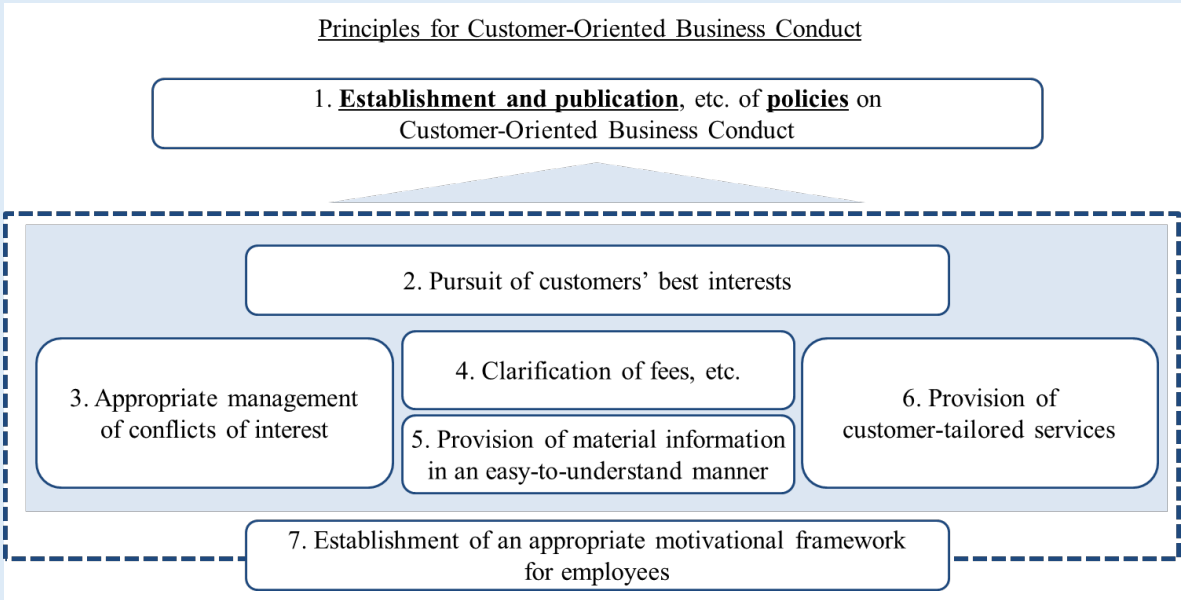 Principles for Customer-Oriented Business Conduct
1. Establishment and publication, etc. of policies on
Customer-Oriented Business Conduct
2. Pursuit of customers’ best interests
3. Appropriate management
of conflicts of interest
4. Clarification of fees, etc.
5. Provision of material information
in an easy-to-understand manner
6. Provision of
customer-tailored services
7. Establishment of an appropriate motivational framework
for employees